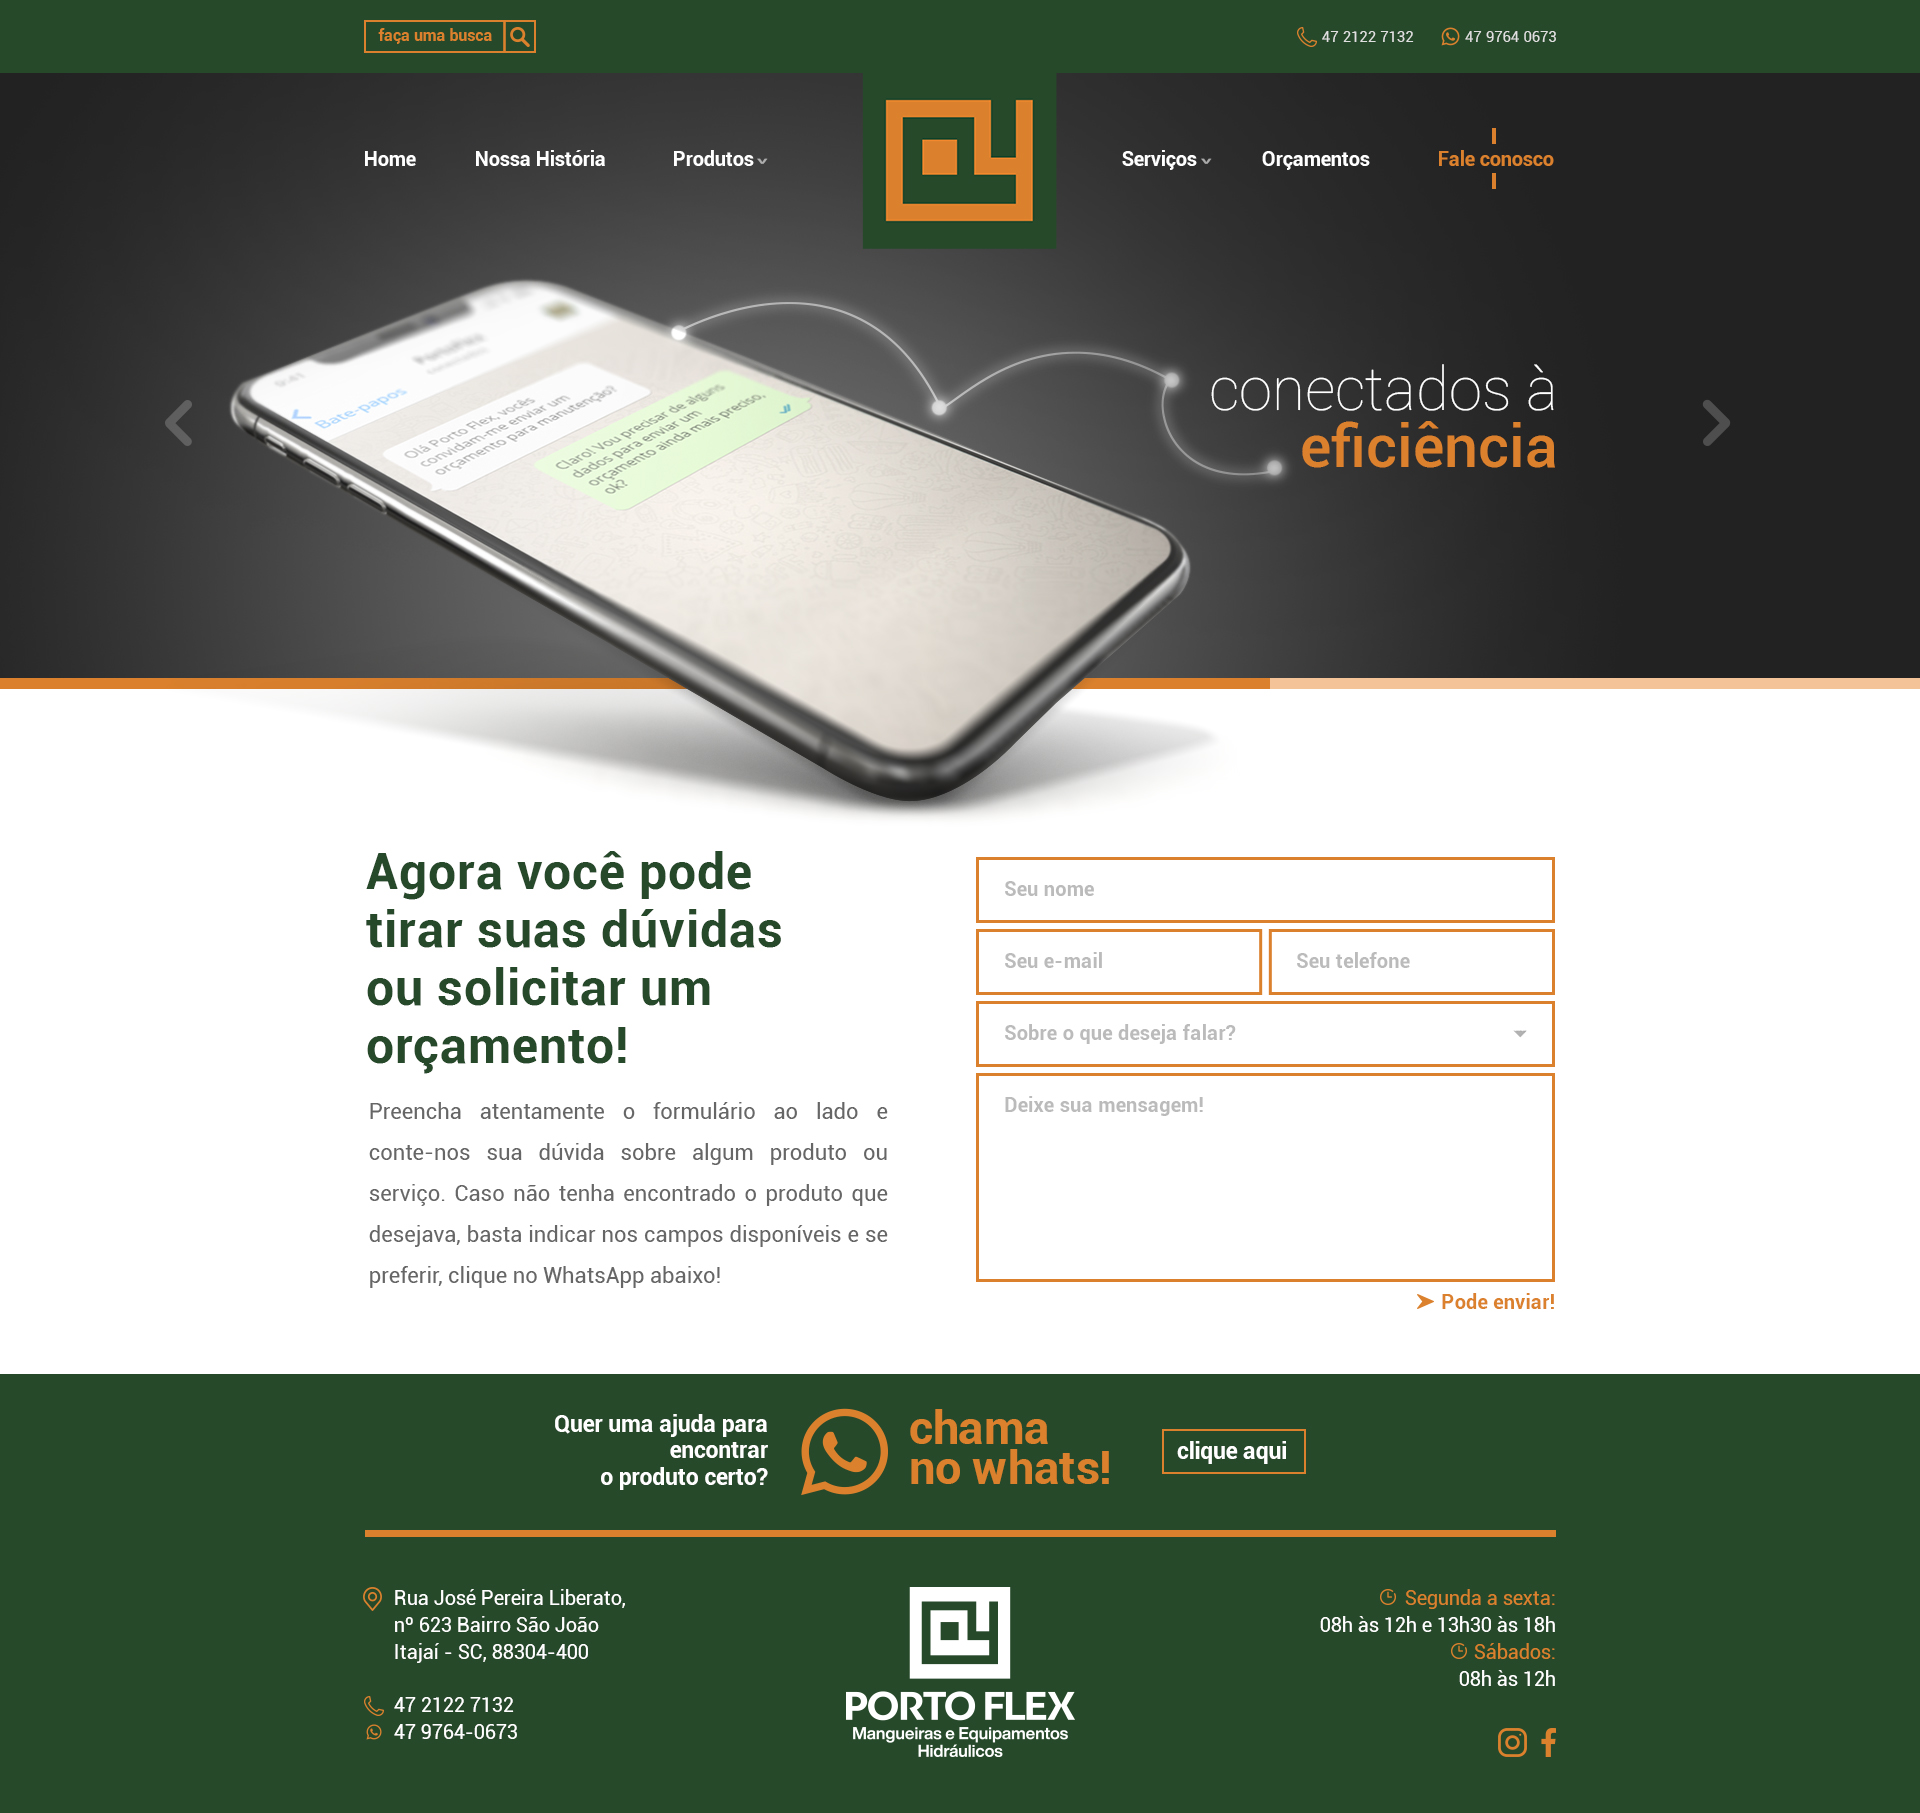 faça uma busca
47 2122 7132
47 9764 0673
Home
Nossa História
Produtos
Serviços
Orçamentos
Fale conosco
9:41
PortoFlex
Bate-papos
Olá Porto Flex, vocês
convidam-me enviar um
orçamento para manutenção?
Claro! Vou precisar de alguns
dados para enviar um
orçamento ainda mais preciso,
ok?
conectados à
eficiência
Agora você pode
tirar suas dúvidas
ou solicitar um
orçamento!
Preencha atentamente o formulário ao lado e
conte-nos sua dúvida sobre algum produto ou
serviço. Caso não tenha encontrado o produto que
desejava, basta indicar nos campos disponíveis e se
preferir, clique no WhatsApp abaixo!
Seu nome
Seu e-mail
Seu telefone
Sobre o que deseja falar?
Deixe sua mensagem!
Pode enviar!
Quer uma ajuda para
encontrar
o produto certo?
chama
no whats!
clique aqui
Rua José Pereira Liberato,
nº 623 Bairro São João
Itajaí - SC, 88304-400
47 2122 7132
47 9764-0673
PORTO FLEX
Mangueiras e Equipamentos
Hidráulicos
Segunda a sexta:
08h às 12h e 13h30 às 18h
Sábados:
08h às 12h